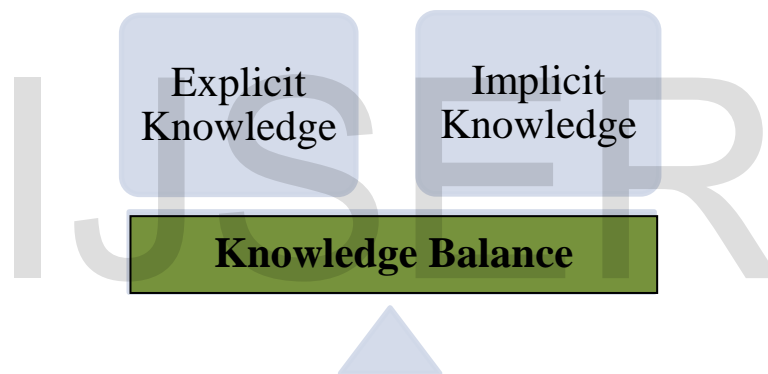 Explicit
Knowledge
Implicit
Knowledge
IJSER
Knowledge Balance